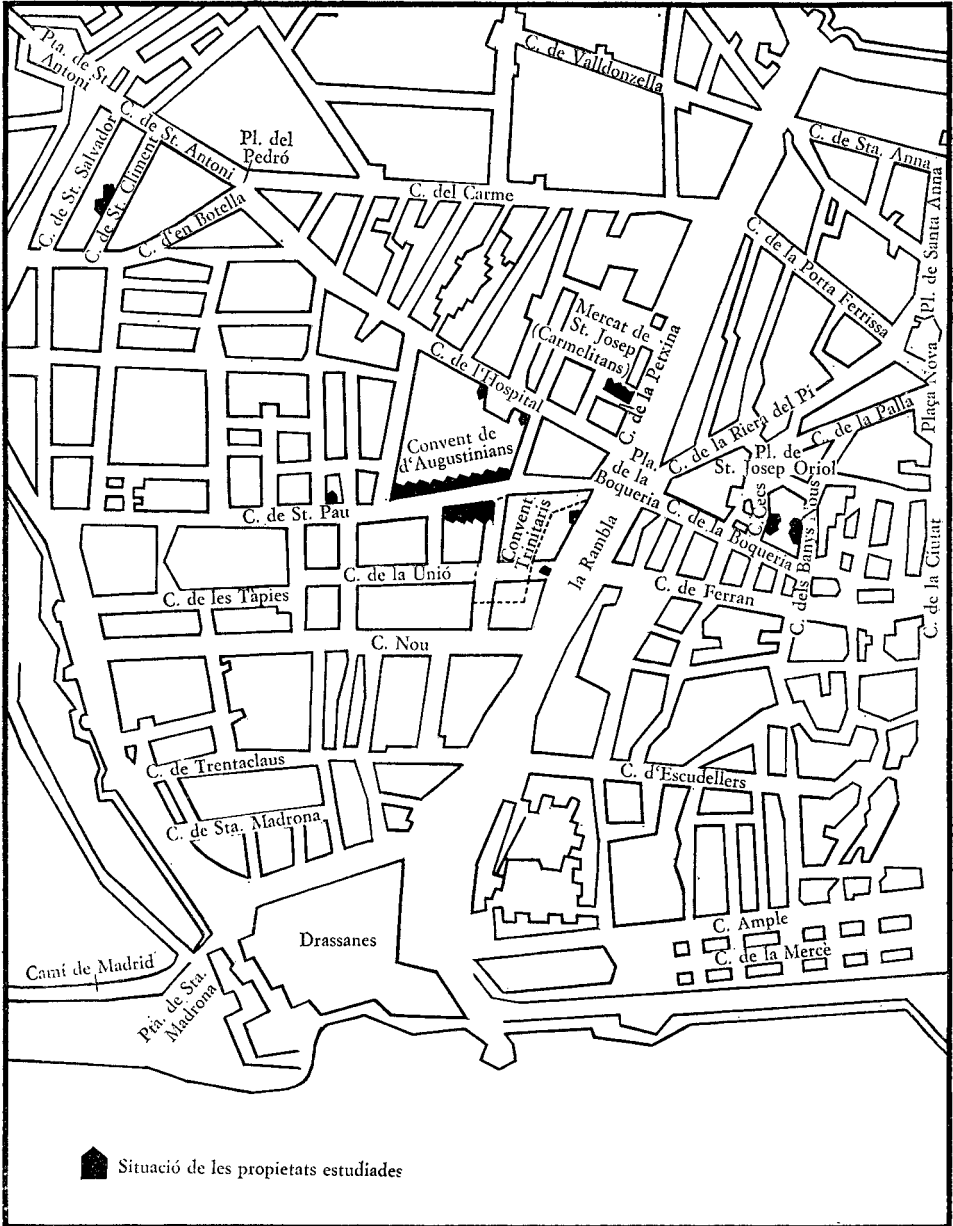 Pta. de St
Antoni
C. de Valldonzella
C. de St. Antoni
Pl. del
Pedró
C. de St. Salvador
C. de St. Climent
C. d'en Botella
C. del Carme
C. de Sta. Anna
Pl. de Santa Anna
C. de la Porta Ferrissa
Mercat de
St. Josep
(Carmelitans)
C. de la Petxina
C. de l'Hospital
Plaça Nova
C. de la Riera del Pí
C. de la Palla
Convent de
d'Augustinians
Pl. de
St. Josep Oriol
Pla.
de la
Boqueria
C. Cecs
C. de St. Pau
Convent
Trinitaris
C. de la Boqueria
C. dels Banys Nous
C. de la Ciutat
la Rambla
C. de la Unió
C. de les Tàpies
C. de Ferran
C. Nou
C. de Trentaclaus
C. d'Escudellers
C. de Sta. Madrona
Drassanes
C. Ample
C. de la Mercè
Camí de Madrid
Pta. de Sta.
Madrona
Situació de les propietats estudiades